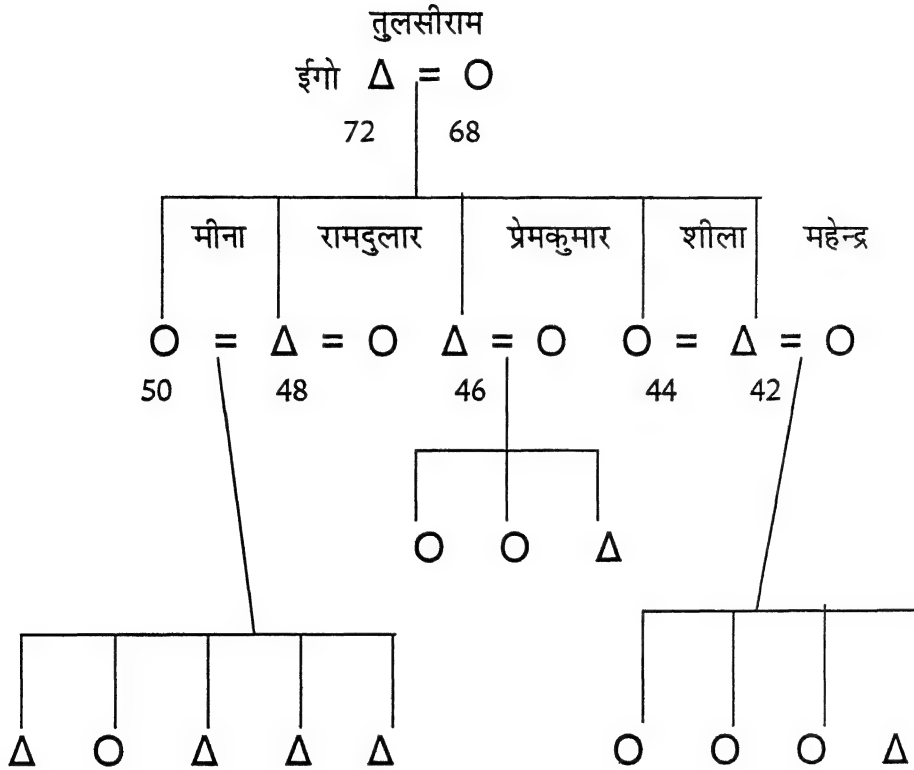 तुलसीराम
ईगो Δ = O
72 68
मीना रामदुलार प्रेमकुमार शीला महेन्द्र
O = Δ = O Δ = O O = Δ = O
50 48 46 44 42
O O Δ
Δ O Δ Δ Δ O O O Δ